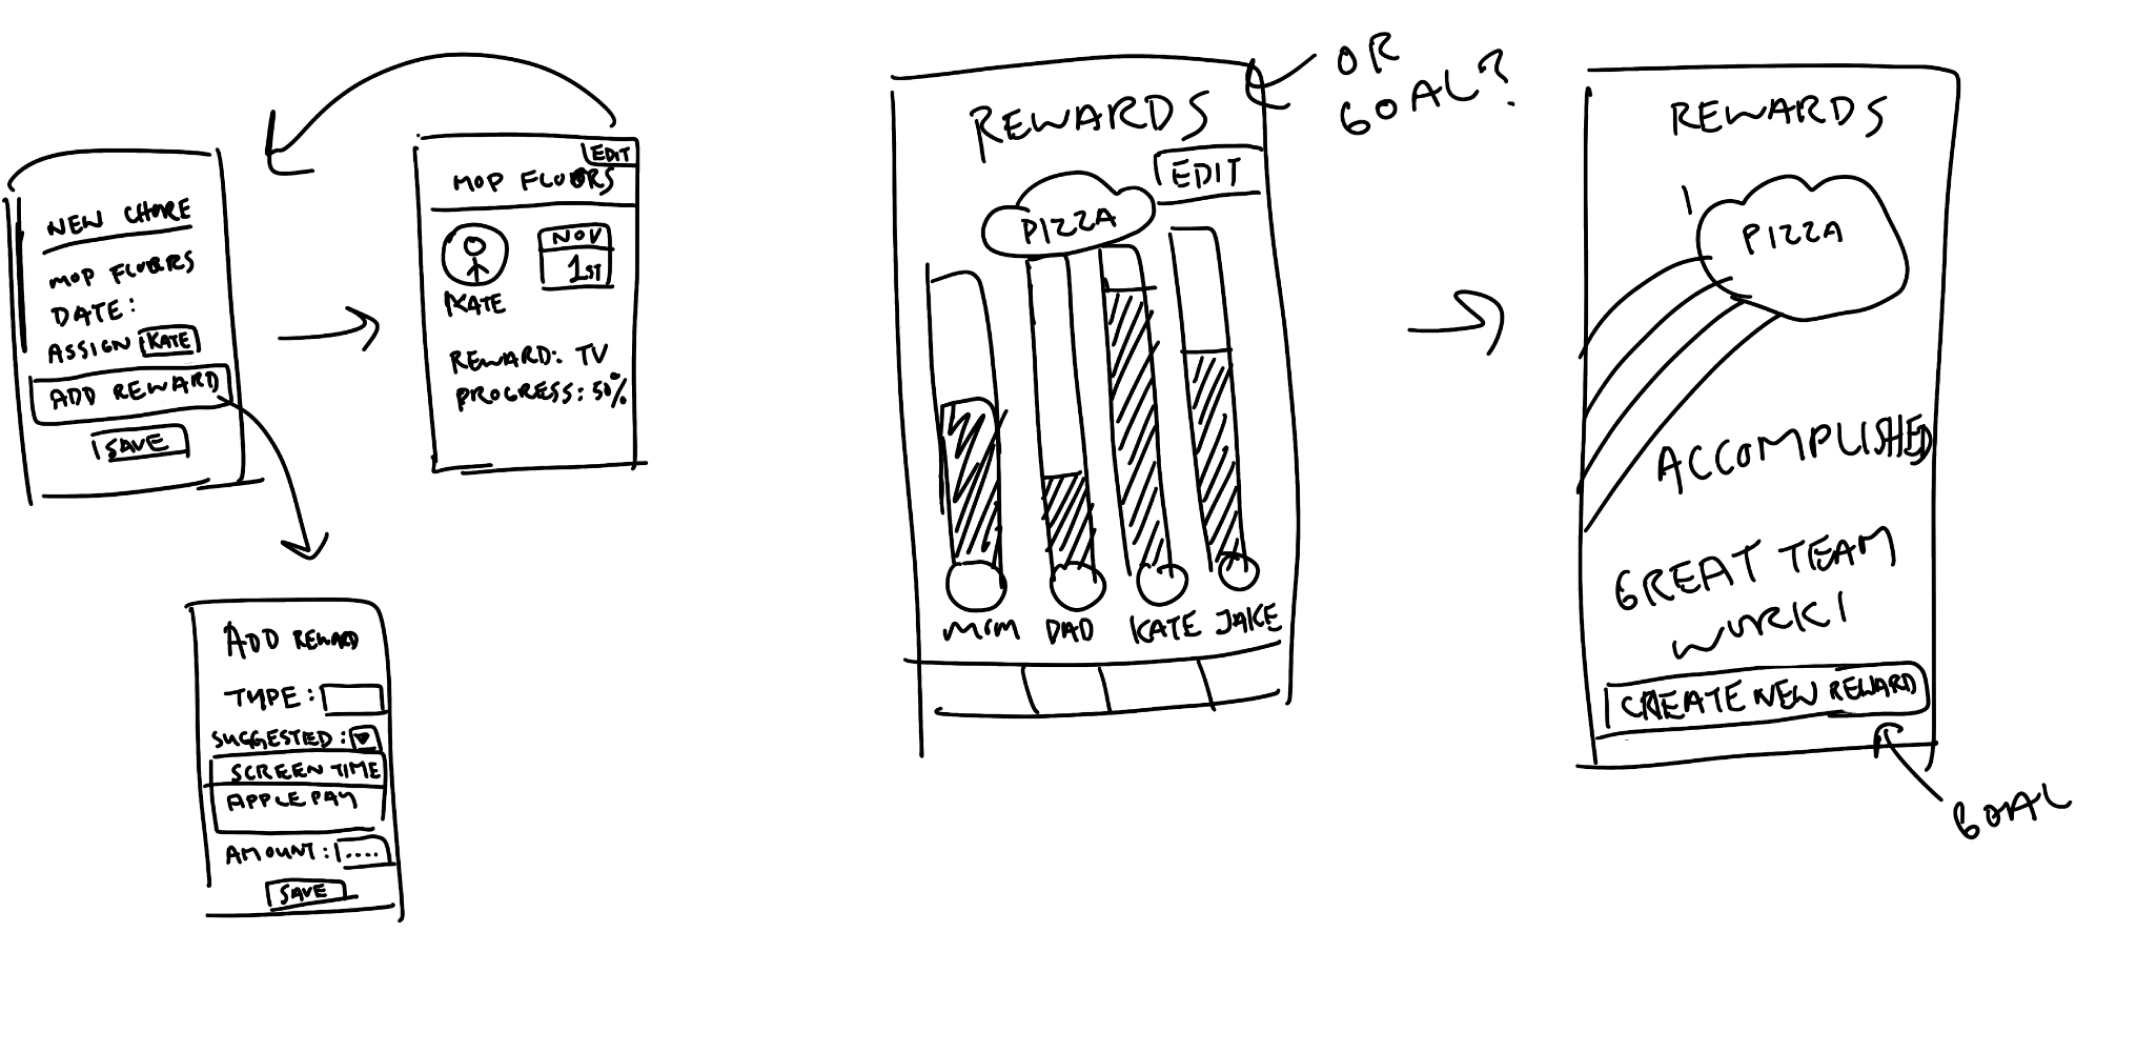 NEW CHORE
MOP FLOORS
DATE:
ASSIGN KATE
ADD REWARD
SAVE
EDIT
MOP FLOORS
NOV
1ST
KATE
REWARD: TV
PROGRESS: 50%
ADD REWARD
TYPE:
SUGGESTED:
SCREEN TIME
APPLE PAY
AMOUNT: ....
SAVE
OR
GOAL?
REWARDS
EDIT
PIZZA
MOM DAD KATE JAKE
REWARDS
PIZZA
ACCOMPLISHED
GREAT TEAM
WORK!
CREATE NEW REWARD
GOAL